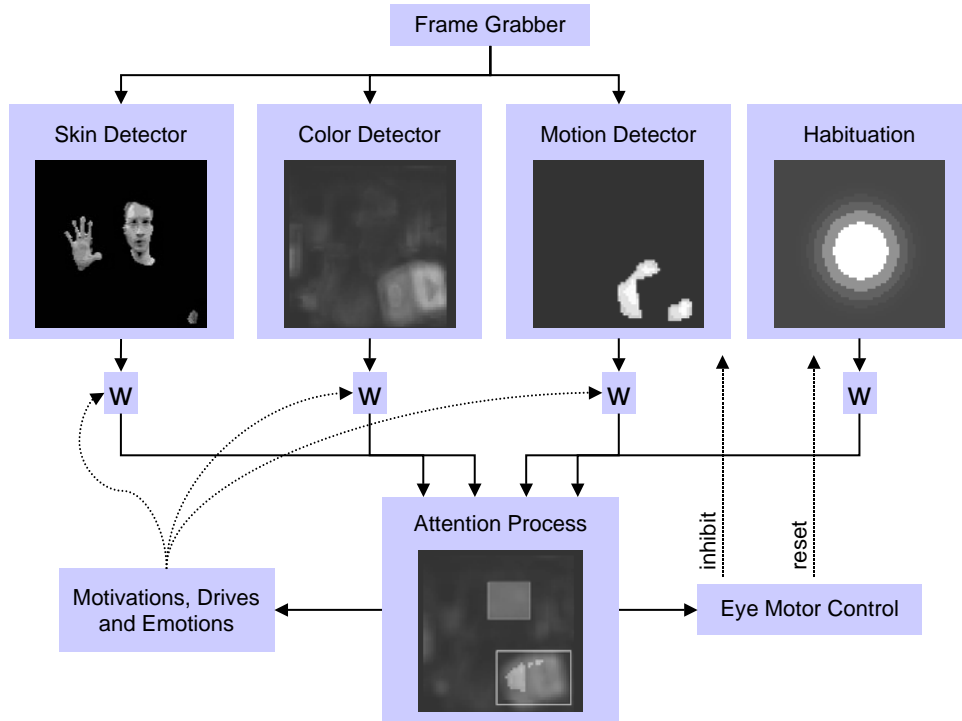 Frame Grabber
Skin Detector
Color Detector
Motion Detector
Habituation
W
W
W
W
Attention Process
inhibit
reset
Motivations, Drives
and Emotions
Eye Motor Control